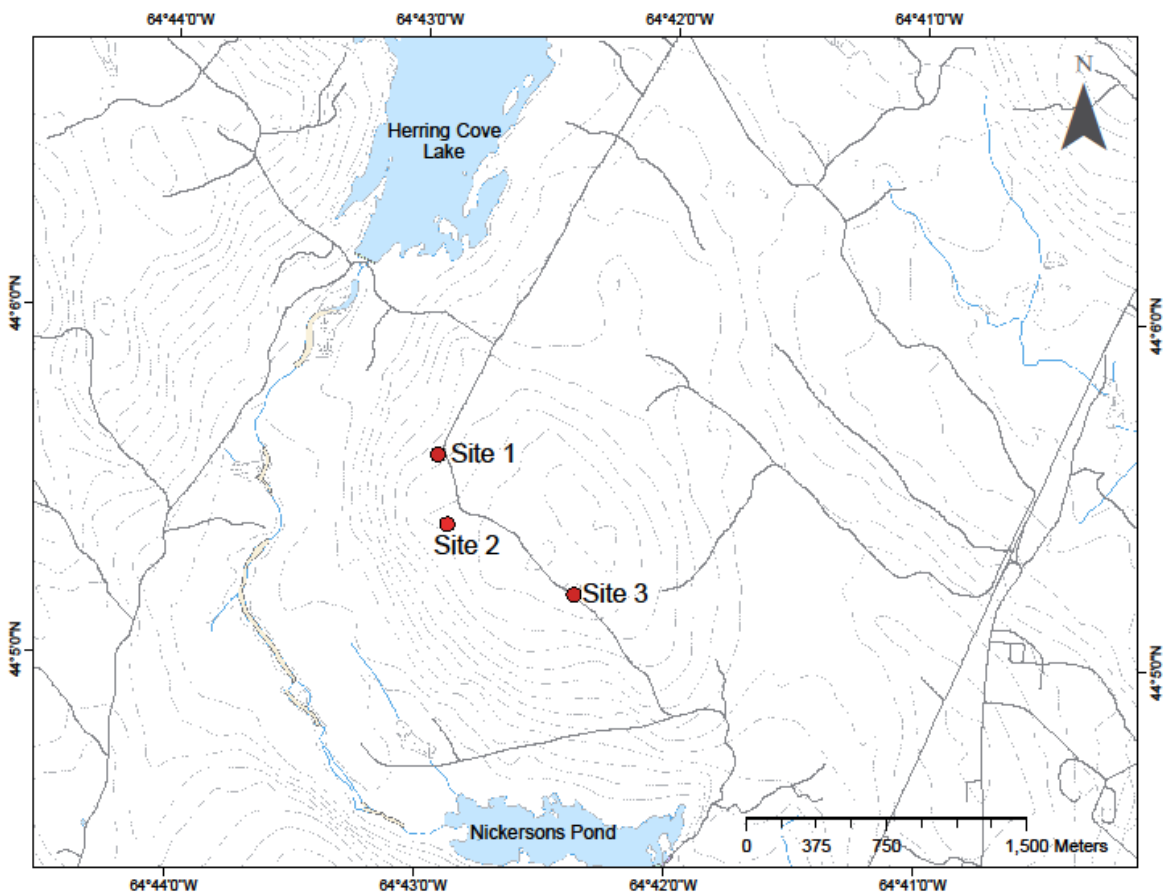 64°44'0"W 64°43'0"W 64°42'0"W 64°41'0"W
N
Herring Cove
Lake
44°6'0"N
44°6'0"N
Site 1
Site 2
Site 3
44°5'0"N
44°5'0"N
Nickersons Pond
0 375 750 1,500 Meters
64°44'0"W 64°43'0"W 64°42'0"W 64°41'0"W